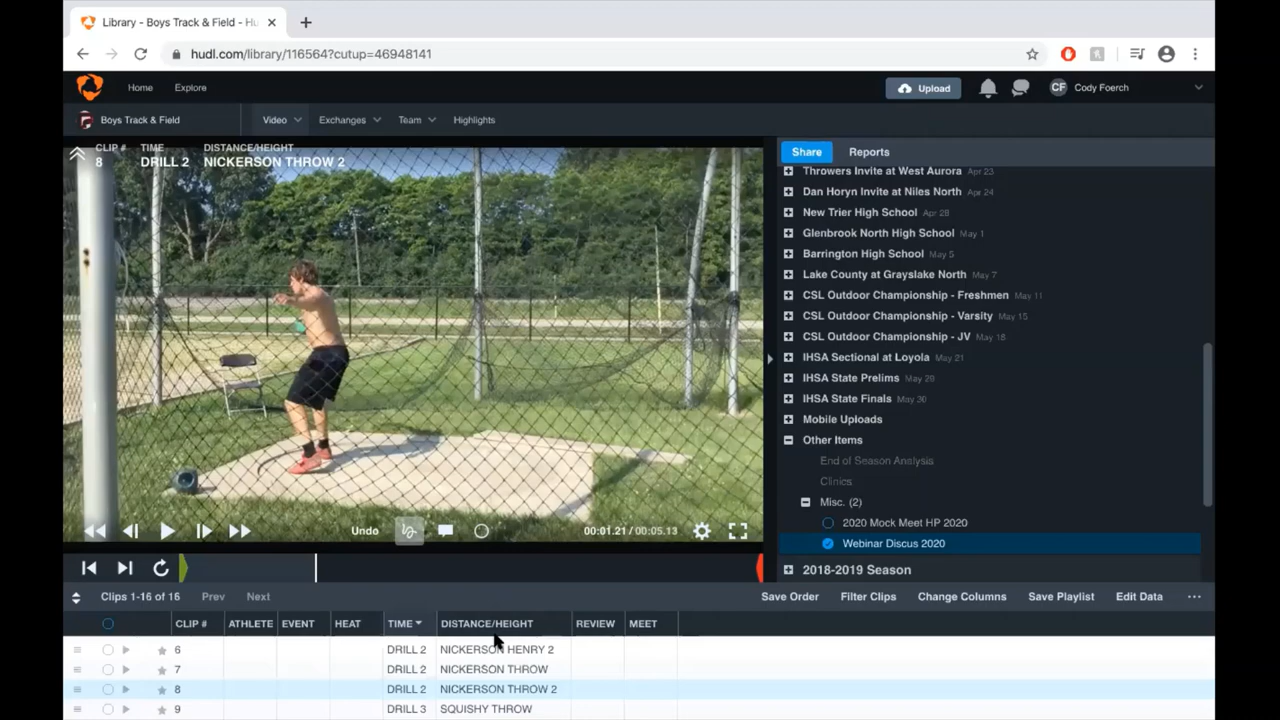 Library - Boys Track & Field - Hu
hudl.com/library/116564?cutup=46948141
Home Explore Upload CF Cody Foerch
Boys Track & Field Video Exchanges Team Highlights
CLIP # TIME DISTANCE/HEIGHT
8 DRILL 2 NICKERSON THROW 2
Share Reports
Throwers Invite at West Aurora Apr 23
Dan Horyn Invite at Niles North Apr 24
New Trier High School Apr 28
Glenbrook North High School May 1
Barrington High School May 5
Lake County at Grayslake North May 7
CSL Outdoor Championship - Freshmen May 11
CSL Outdoor Championship - Varsity May 15
CSL Outdoor Championship - JV May 18
IHSA Sectional at Loyola May 21
IHSA State Prelims May 29
IHSA State Finals May 30
Mobile Uploads
Other Items
End of Season Analysis
Clinics
Misc. (2)
2020 Mock Meet HP 2020
Webinar Discus 2020
2018-2019 Season
Undo 00:01.21 / 00:05.13
Clips 1-16 of 16 Prev Next Save Order Filter Clips Change Columns Save Playlist Edit Data
CLIP # ATHLETE EVENT HEAT TIME DISTANCE/HEIGHT REVIEW MEET
6 DRILL 2 NICKERSON HENRY 2
7 DRILL 2 NICKERSON THROW
8 DRILL 2 NICKERSON THROW 2
9 DRILL 3 SQUISHY THROW